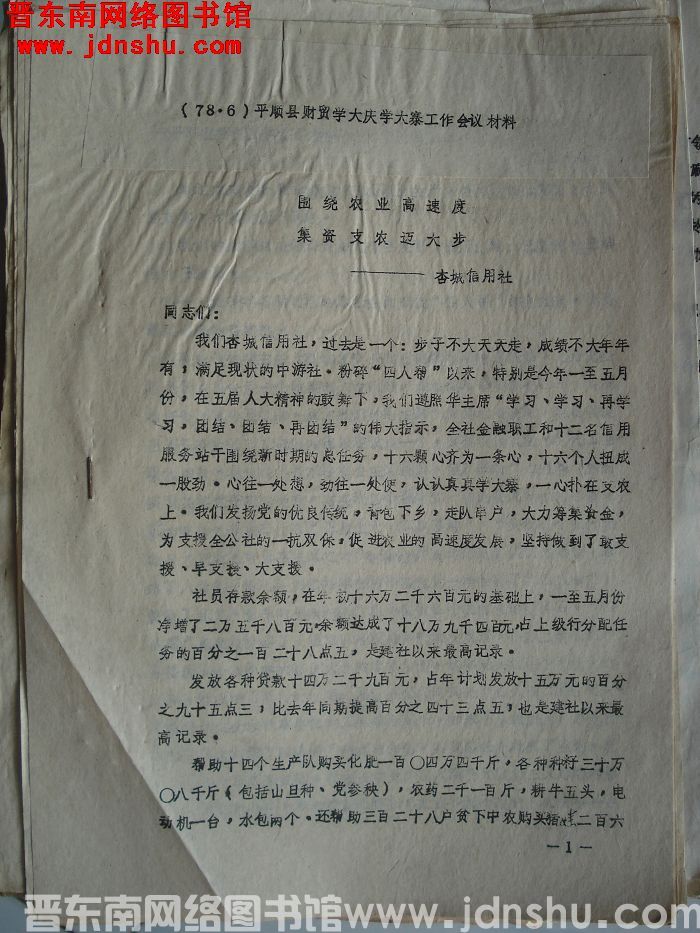 晋东南网络图书馆
www.jdnshu.com
（78·6）平顺县财贸学大庆学大寨工作会议材料
围绕农业高速度
集资支农迈大步
———杏城信用社
同志们：
我们杏城信用社，过去是一个：步子不大天天走，成绩不大年年
有，满足现状的中游社。粉碎“四人帮”以来，特别是今年一至五月
份，在五届人大精神的鼓舞下，我们遵照华主席“学习、学习、再学
习，团结、团结、再团结”的伟大指示，全社金融职工和十二名信用
服务站干围绕新时期的总任务，十六颗心齐为一条心，十六个人扭成
一股劲。心往一处想，劲往一处使，认认真真学大寨，一心扑在支农
上。我们发扬党的优良传统，背包下乡，走队串户，大力筹集资金，
为支援全公社的一抗双保，促进农业的高速度发展，坚持做到了敢支
援、早支援、大支援。
社员存款余额，在年初十六万二千六百元的基础上，一至五月份
净增了二万五千八百元，余额达成了十八万九千四百元，占上级行分配任
务的百分之一百二十八点五，是建社以来最高记录。
发放各种贷款十四万二千九百元，占年计划发放十五万元的百分
之九十五点三，比去年同期提高百分之四十三点五，也是建社以来最
高记录。
帮助十四个生产队购买化肥一百〇四万四千斤，各种种籽三十万
〇八千斤（包括山旦种、党参秧），农药二千一百斤，耕牛五头，电
动机一台，水包两个。还帮助三百二十八户贫下中农购买猪娃二百六
—1—
晋东南网络图书馆 www.jdnshu.com